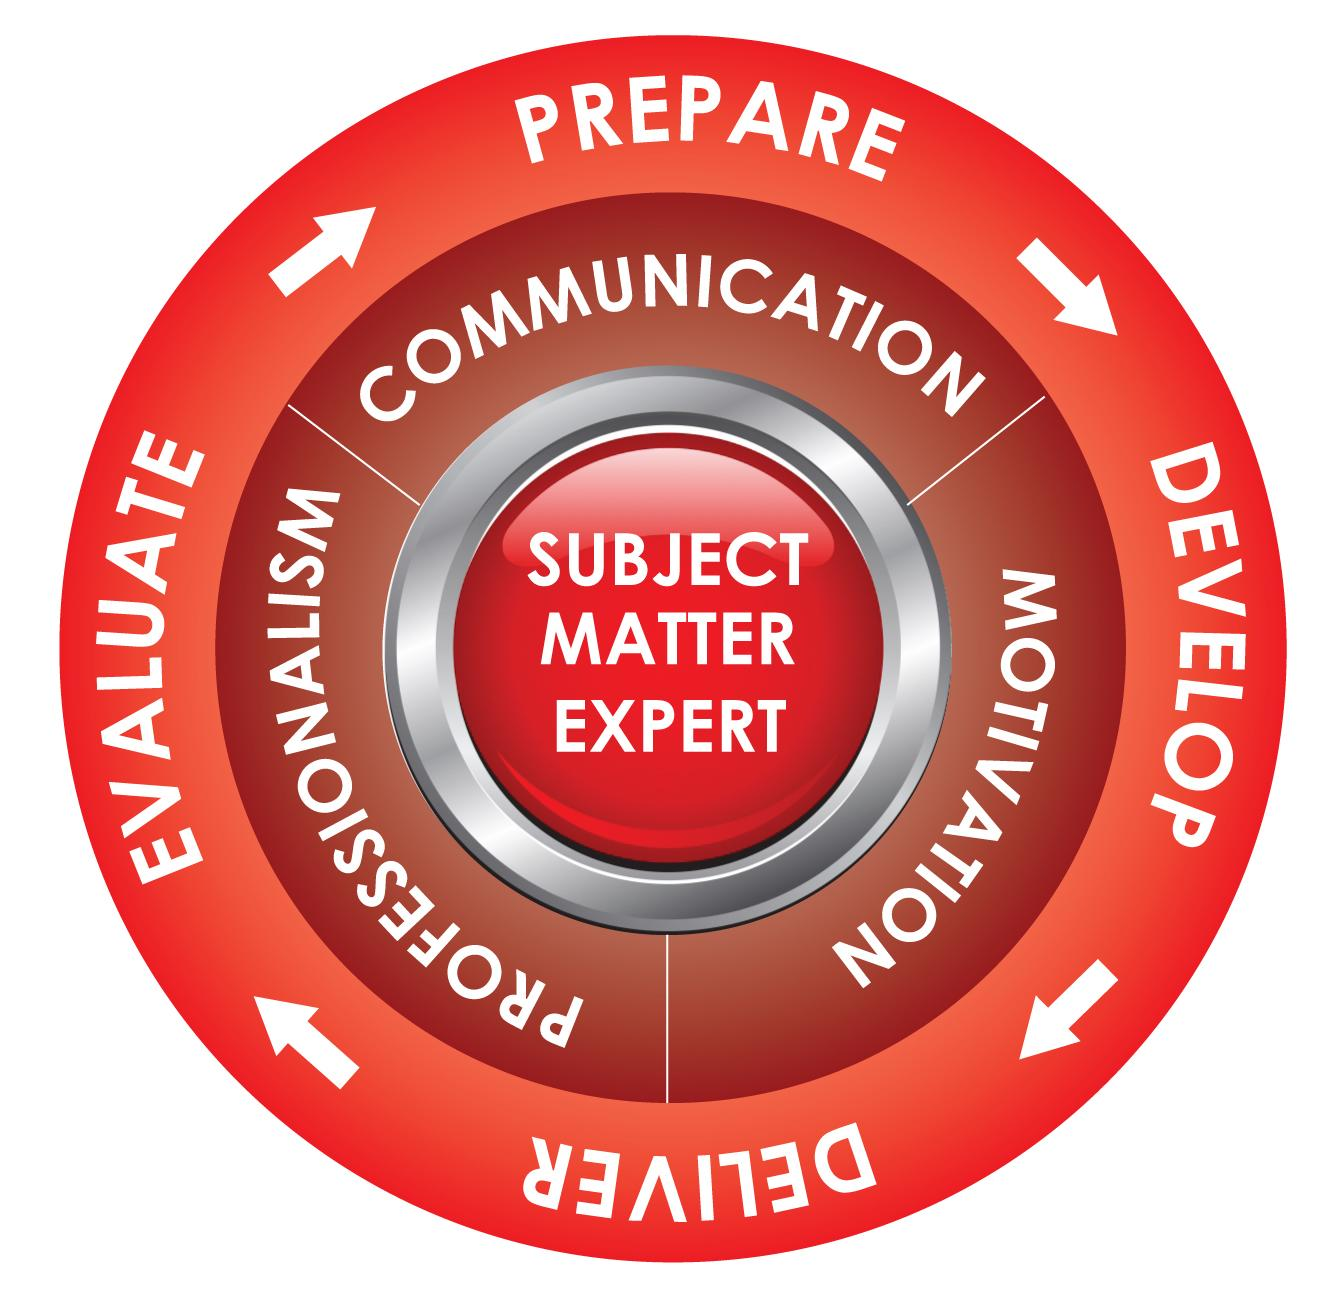 PREPARE
DEVELOP
DELIVER
EVALUATE
COMMUNICATION
MOTIVATION
PROFESSIONALISM
SUBJECT
MATTER
EXPERT